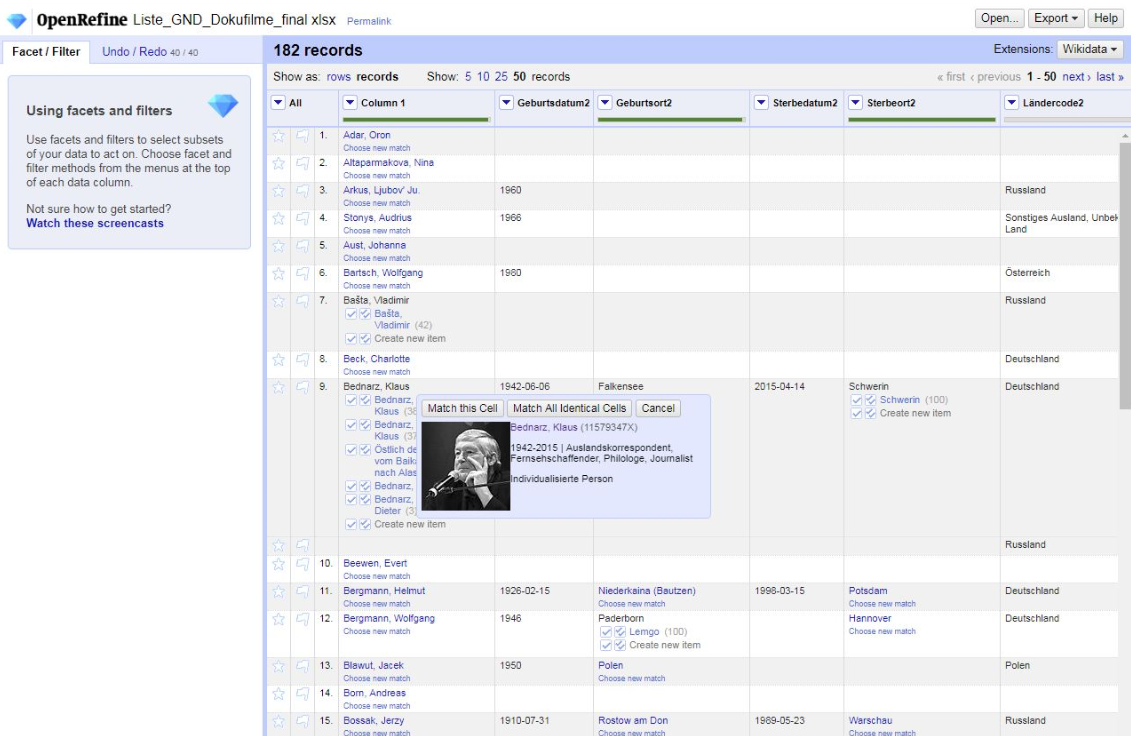 OpenRefine Liste_GND_Dokufilme_final xlsx Permalink Open... Export Help
Facet / Filter Undo / Redo 40 / 40
182 records Extensions: Wikidata
Show as: rows records Show: 5 10 25 50 records « first ‹ previous 1 - 50 next › last »
Using facets and filters
Use facets and filters to select subsets
of your data to act on. Choose facet and
filter methods from the menus at the top
of each data column.
Not sure how to get started?
Watch these screencasts
All Column 1 Geburtsdatum2 Geburtsort2 Sterbedatum2 Sterbeort2 Ländercode2
1. Adar, Oron
Choose new match
2. Altaparmakova, Nina
Choose new match
3. Arkus, Ljubov' Ju. 1960 Russland
Choose new match
4. Stonys, Audrius 1966 Sonstiges Ausland, Unbek
Choose new match Land
5. Aust, Johanna
Choose new match
6. Bartsch, Wolfgang 1980 Österreich
Choose new match
7. Bašta, Vladimir Russland
Bašta,
Vladimir (42)
Create new item
8. Beck, Charlotte Deutschland
Choose new match
9. Bednarz, Klaus 1942-06-06 Falkensee 2015-04-14 Schwerin Deutschland
Bednarz, Schwerin (100)
Klaus Create new item
Bednarz,
Klaus
Östlich de
vom Baik
nach Alas
Bednarz,
Bednarz,
Dieter
Create new item
Match this Cell Match All Identical Cells Cancel
Bednarz, Klaus (11579347X)
1942-2015 | Auslandskorrespondent,
Fernsehschaffender, Philologe, Journalist
Individualisierte Person
Russland
10. Beewen, Evert
Choose new match
11. Bergmann, Helmut 1926-02-15 Niederkaina (Bautzen) 1998-03-15 Potsdam Deutschland
Choose new match Choose new match Choose new match
12. Bergmann, Wolfgang 1946 Paderborn Hannover Deutschland
Choose new match Lemgo (100) Choose new match
Create new item
13. Blawut, Jacek 1950 Polen Polen
Choose new match Choose new match
14. Born, Andreas
Choose new match
15. Bossak, Jerzy 1910-07-31 Rostow am Don 1989-05-23 Warschau Russland
Choose new match Choose new match Choose new match